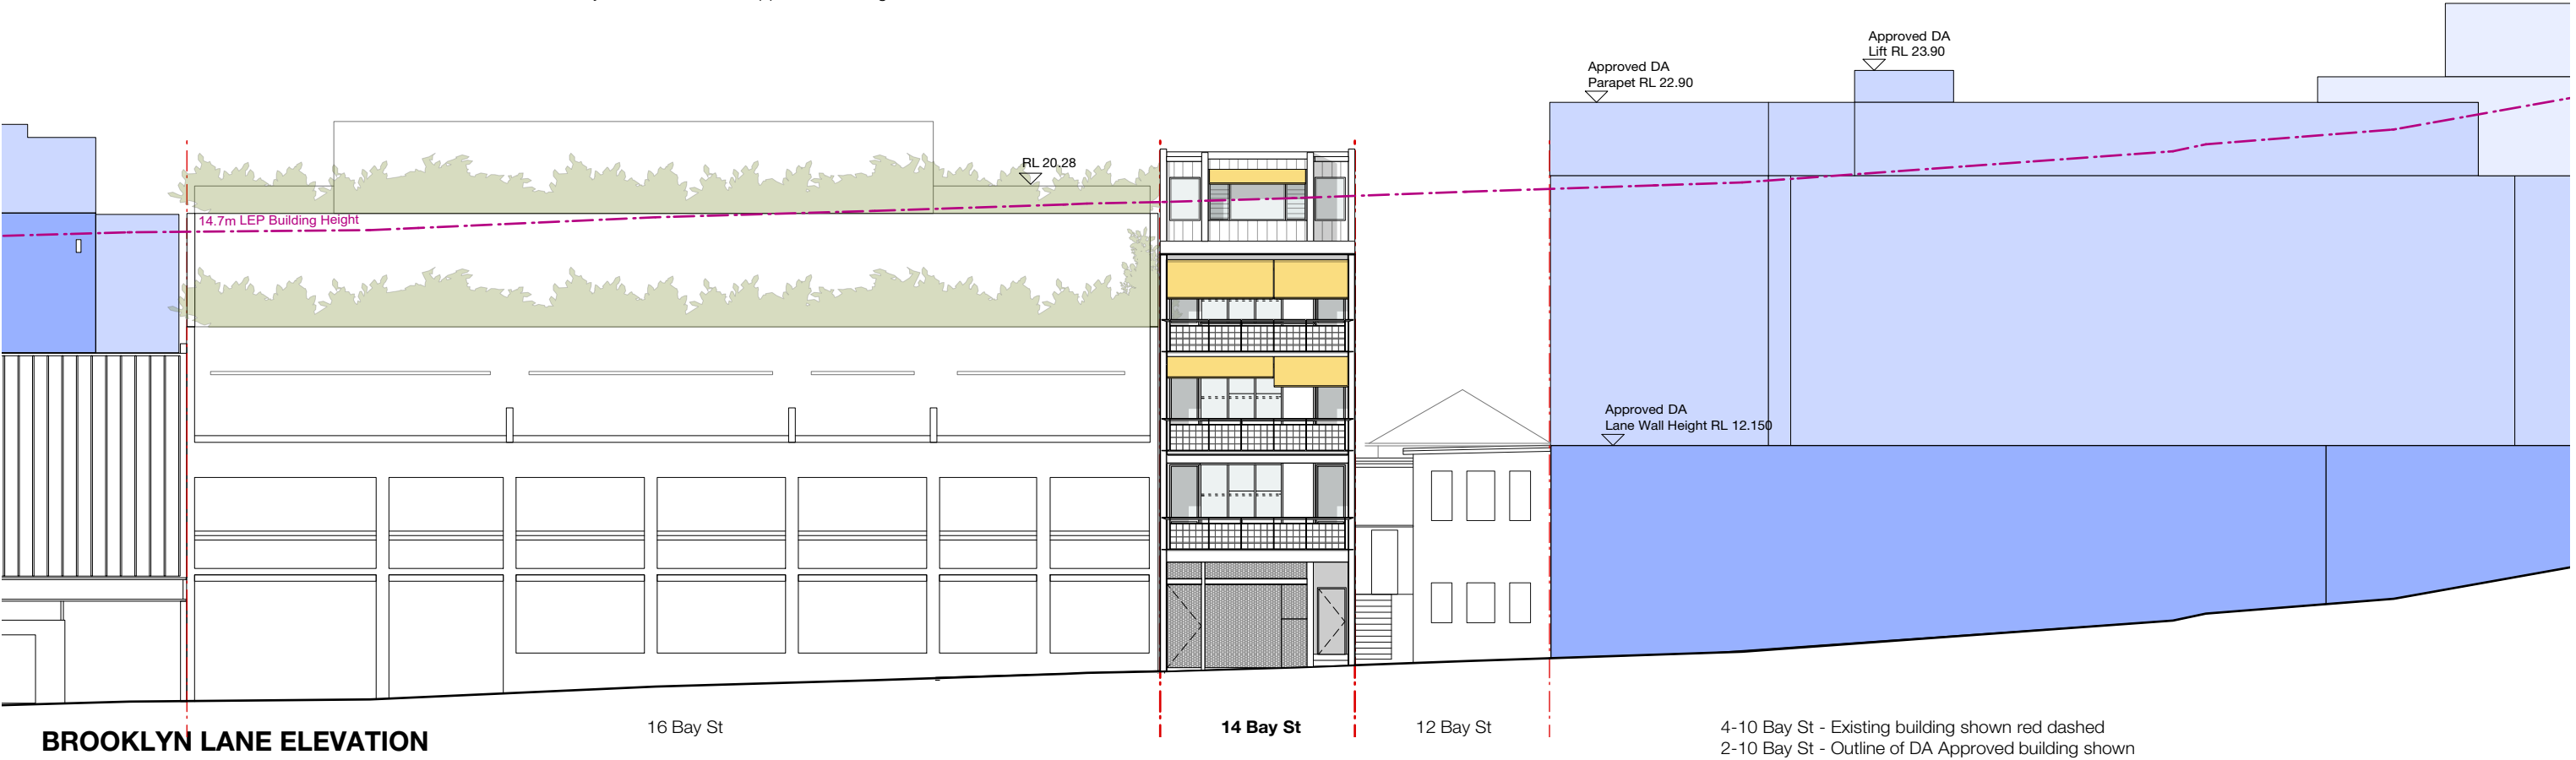 Approved DA
Lift RL 23.90
Approved DA
Parapet RL 22.90
RL 20.28
14.7m LEP Building Height
Approved DA
Lane Wall Height RL 12.150
BROOKLYN LANE ELEVATION
16 Bay St
14 Bay St
12 Bay St
4-10 Bay St - Existing building shown red dashed
2-10 Bay St - Outline of DA Approved building shown